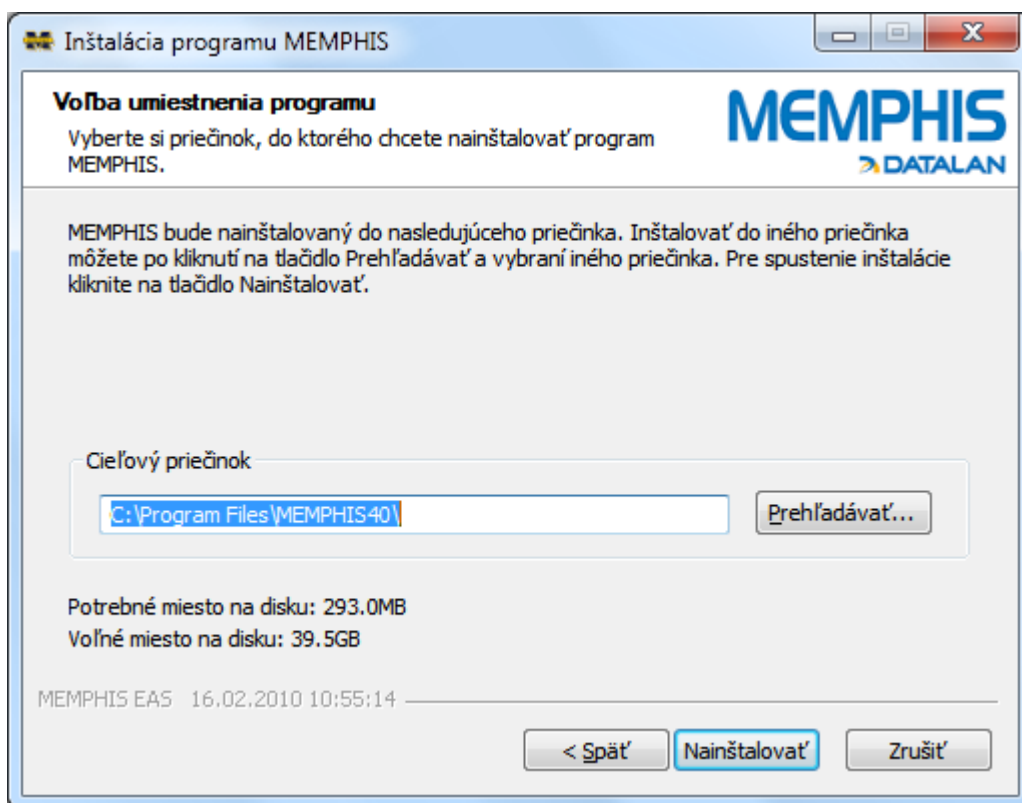 Inštalácia programu MEMPHIS
Voľba umiestnenia programu
Vyberte si priečinok, do ktorého chcete nainštalovať program
MEMPHIS.
MEMPHIS
DATALAN
MEMPHIS bude nainštalovaný do nasledujúceho priečinka. Inštalovať do iného priečinka
môžete po kliknutí na tlačidlo Prehľadávať a vybraní iného priečinka. Pre spustenie inštalácie
kliknite na tlačidlo Nainštalovať.
Cieľový priečinok
C:\Program Files\MEMPHIS40\
Prehľadávať...
Potrebné miesto na disku: 293.0MB
Voľné miesto na disku: 39.5GB
MEMPHIS EAS 16.02.2010 10:55:14
< Späť
Nainštalovať
Zrušiť